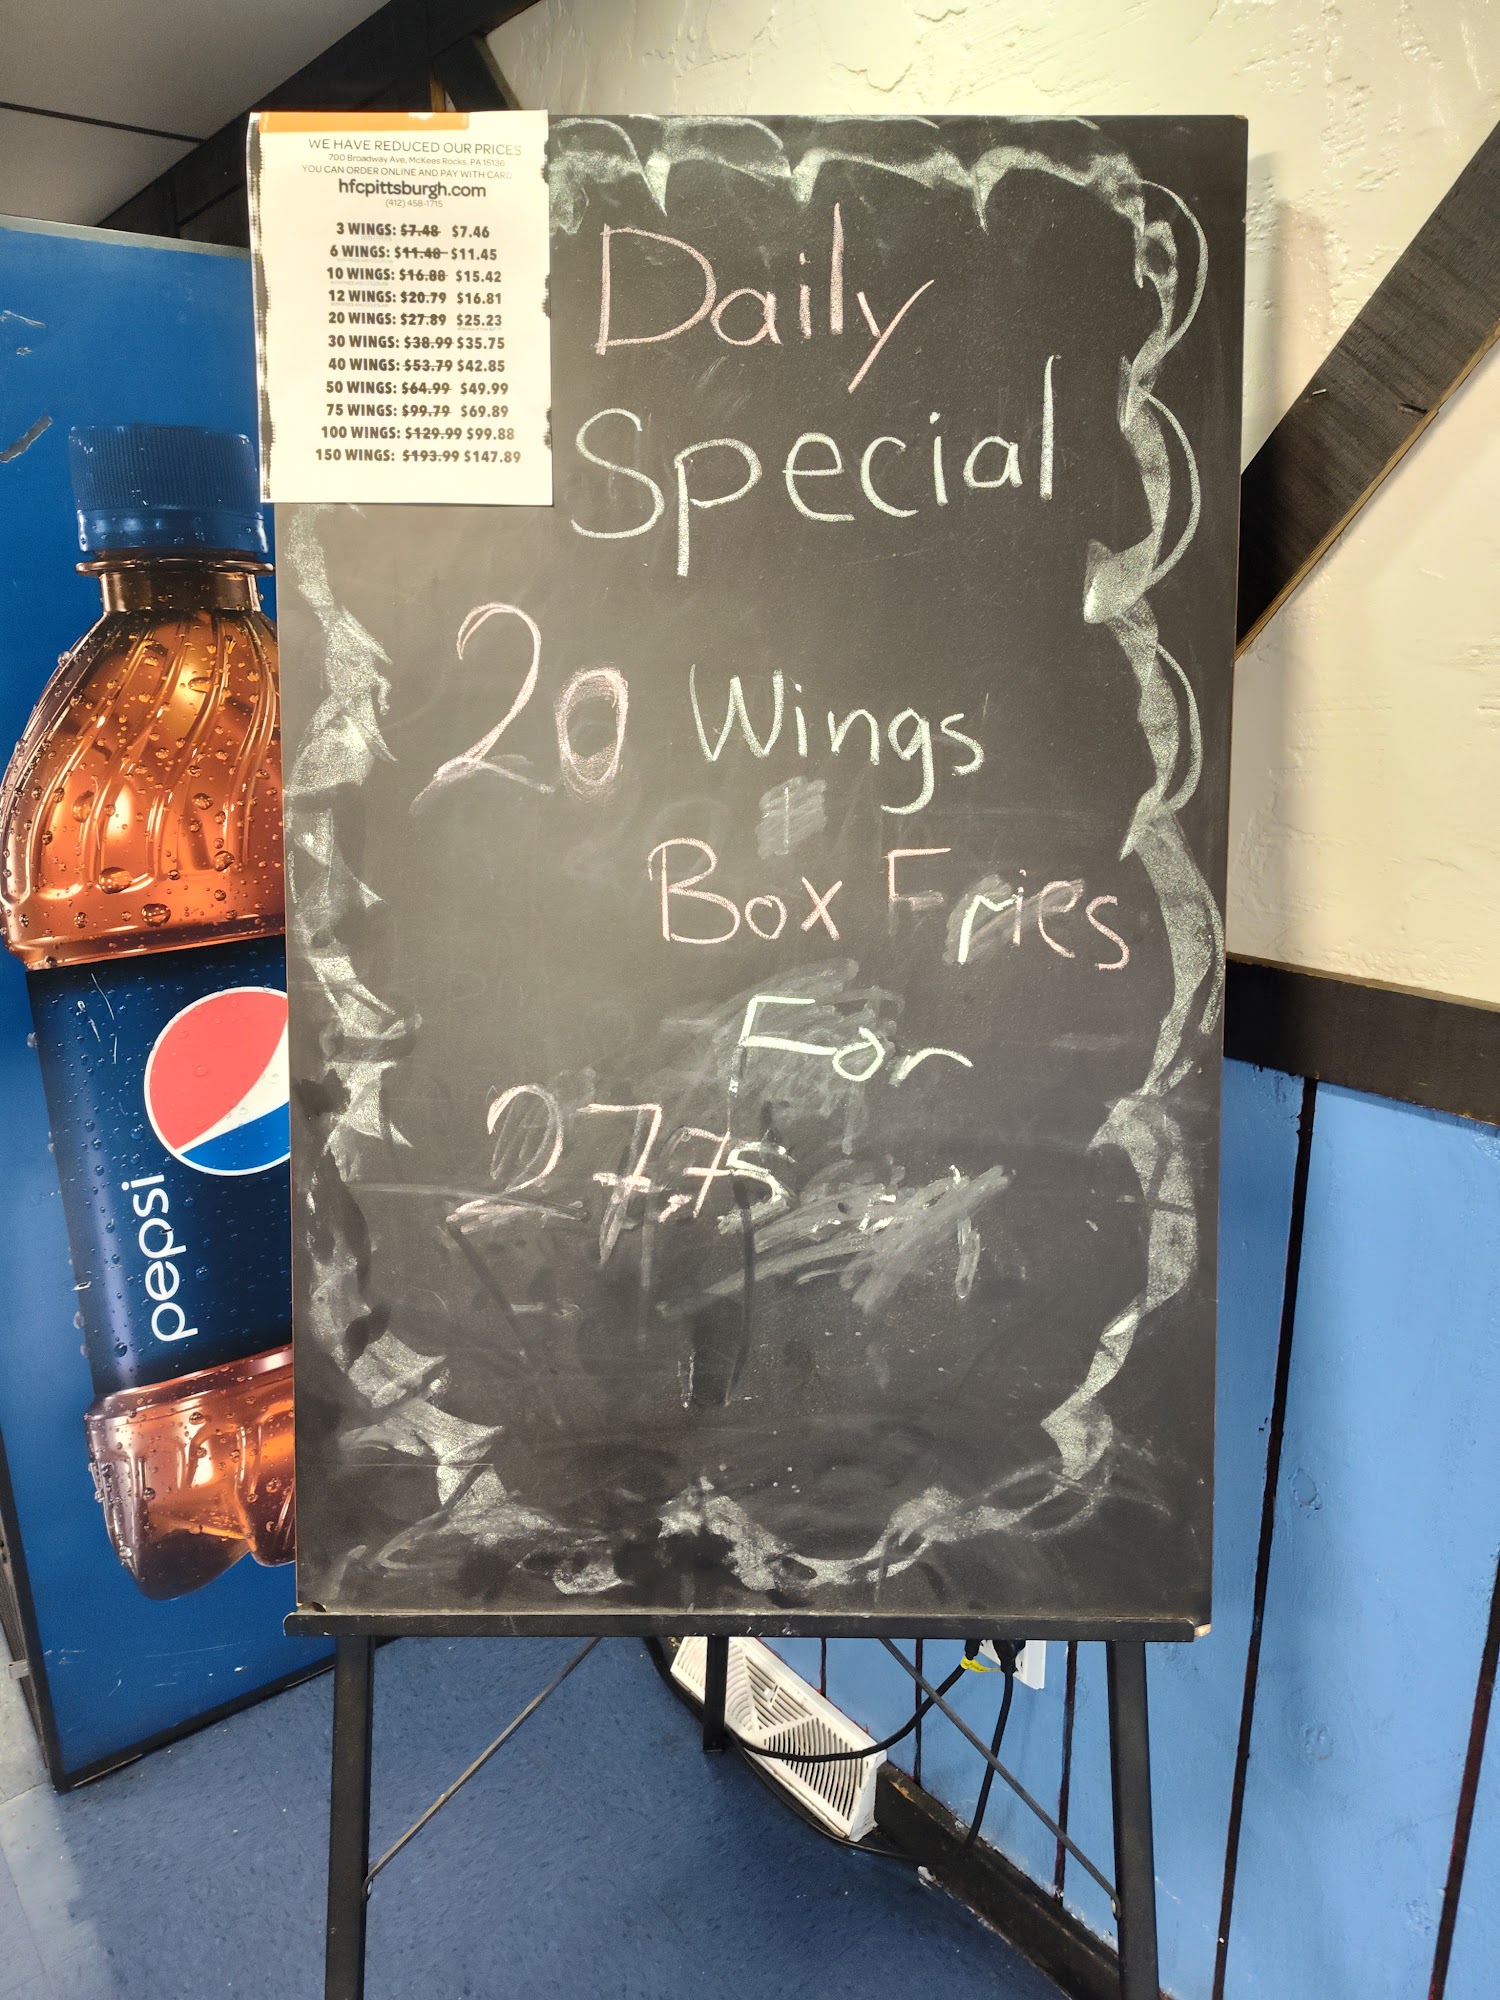 WE HAVE REDUCED OUR PRICES
700 Broadway Ave, McKees Rocks, PA 15136
YOU CAN ORDER ONLINE AND PAY WITH CARD
hfcpittsburgh.com
(412) 458-1715
3 WINGS: $7.48 $7.46
6 WINGS: $11.48 $11.45
10 WINGS: $16.88 $15.42
12 WINGS: $20.79 $16.81
20 WINGS: $27.89 $25.23
30 WINGS: $38.99 $35.75
40 WINGS: $53.79 $42.85
50 WINGS: $64.99 $49.99
75 WINGS: $99.79 $69.89
100 WINGS: $129.99 $99.88
150 WINGS: $193.99 $147.89
Daily
Special
20 Wings
Box Fries
For
27.75
pepsi